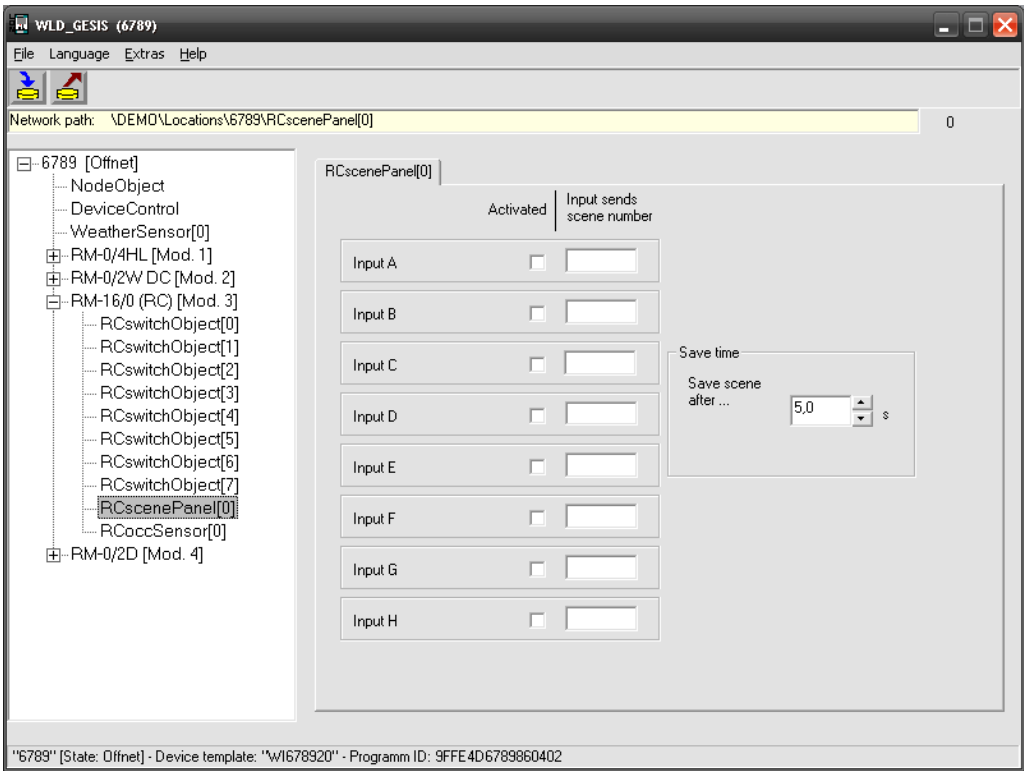 WLD_GESIS (6789)
File Language Extras Help
Network path: \DEMO\Locations\6789\RCscenePanel[0]
0
6789 [Offnet]
NodeObject
DeviceControl
WeatherSensor[0]
RM-0/4HL [Mod. 1]
RM-0/2W DC [Mod. 2]
RM-16/0 (RC) [Mod. 3]
RCswitchObject[0]
RCswitchObject[1]
RCswitchObject[2]
RCswitchObject[3]
RCswitchObject[4]
RCswitchObject[5]
RCswitchObject[6]
RCswitchObject[7]
RCscenePanel[0]
RCoccSensor[0]
RM-0/2D [Mod. 4]
RCscenePanel[0]
Activated
Input sends
scene number
Input A
Input B
Input C
Input D
Input E
Input F
Input G
Input H
Save time
Save scene
after ...
5,0 s
"6789" [State: Offnet] - Device template: "WI678920" - Programm ID: 9FFE4D6789860402